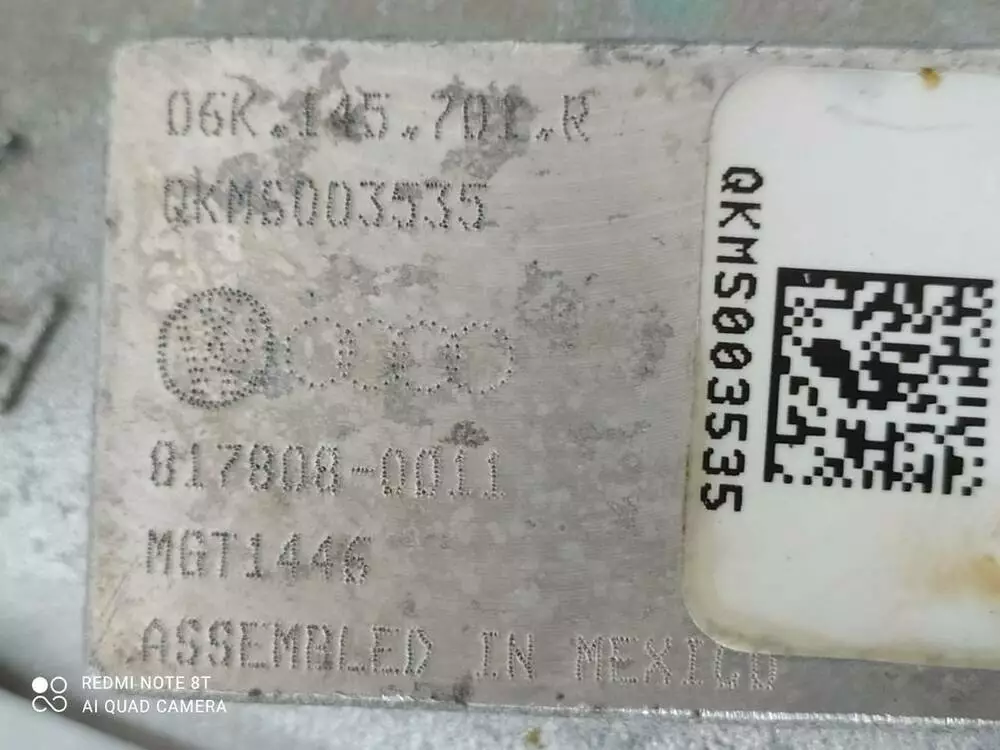 06K.145.701.R
QKMS003535
817808-0011
MGT1446
ASSEMBLED IN MEXICO
QKMS003535
REDMI NOTE 8T
AI QUAD CAMERA